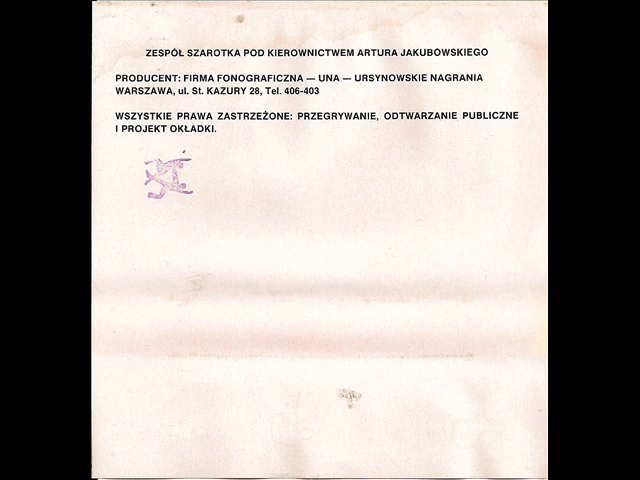 ZESPÓŁ SZAROTKA POD KIEROWNICTWEM ARTURA JAKUBOWSKIEGO
PRODUCENT: FIRMA FONOGRAFICZNA — UNA — URSYNOWSKIE NAGRANIA
WARSZAWA, ul. St. KAZURY 28, Tel. 406-403
WSZYSTKIE PRAWA ZASTRZEŻONE: PRZEGRYWANIE, ODTWARZANIE PUBLICZNE
I PROJEKT OKŁADKI.